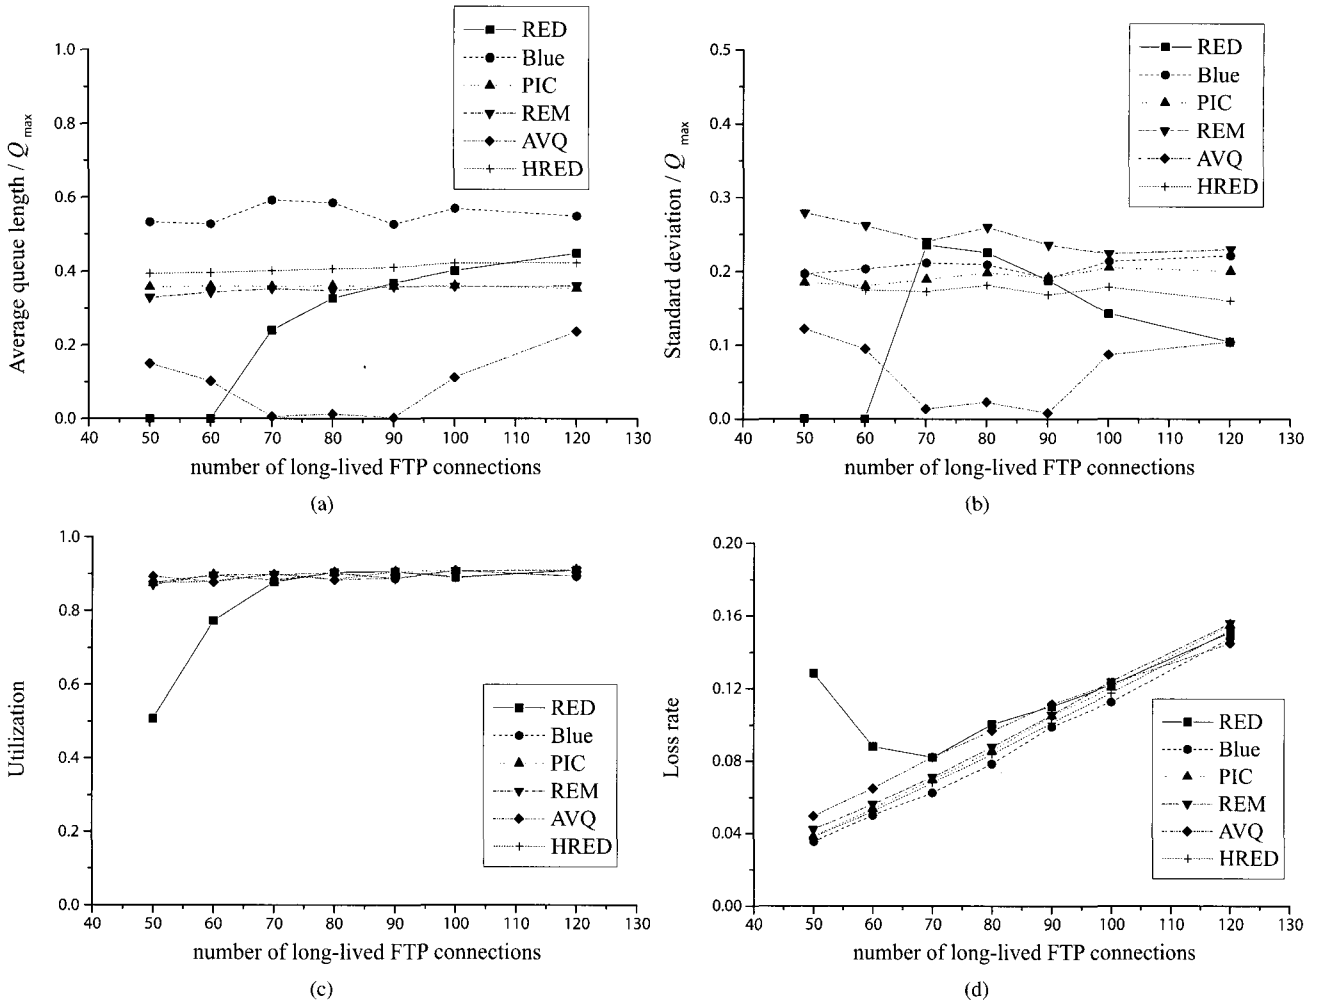 RED
Blue
PIC
REM
AVQ
HRED
1.0
0.8
0.6
0.4
0.2
0.0
Average queue length / Q max
40 50 60 70 80 90 100 110 120 130
number of long-lived FTP connections
(a)
RED
Blue
PIC
REM
AVQ
HRED
0.5
0.4
0.3
0.2
0.1
0.0
Standard deviation / Q max
40 50 60 70 80 90 100 110 120 130
number of long-lived FTP connections
(b)
1.0
0.8
0.6
0.4
0.2
0.0
Utilization
RED
Blue
PIC
REM
AVQ
HRED
40 50 60 70 80 90 100 110 120 130
number of long-lived FTP connections
(c)
0.20
0.16
0.12
0.08
0.04
0.00
Loss rate
RED
Blue
PIC
REM
AVQ
HRED
40 50 60 70 80 90 100 110 120 130
number of long-lived FTP connections
(d)